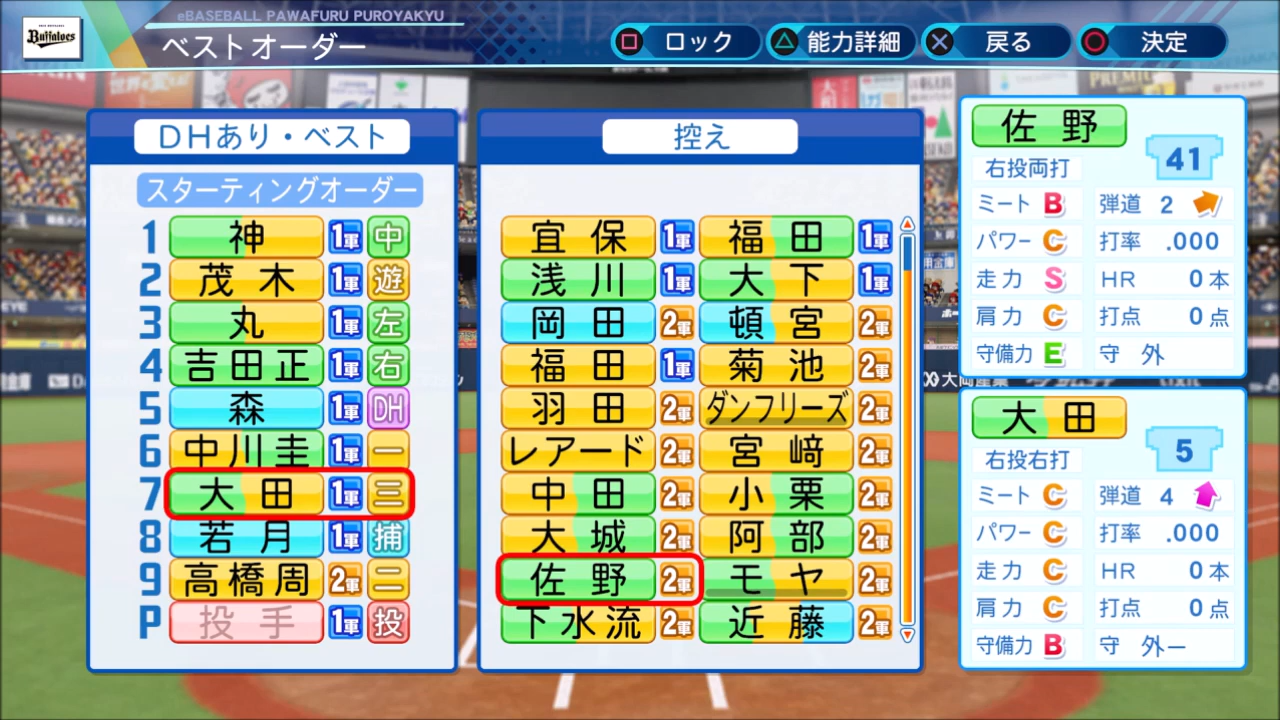 Buffaloes
eBASEBALL PAWAFURU PUROYAKYU
ベストオーダー
ロック
能力詳細
戻る
決定
DHあり・ベスト
スターティングオーダー
1 神 1軍 中
2 茂木 1軍 遊
3 丸 1軍 左
4 吉田正 1軍 右
5 森 1軍 DH
6 中川圭 1軍 一
7 大田 1軍 三
8 若月 1軍 捕
9 高橋周 2軍 二
P 投手 1軍 投
控え
宜保 1軍 福田 1軍
浅川 1軍 大下 1軍
岡田 2軍 頓宮 2軍
福田 1軍 菊池 2軍
羽田 2軍 ダンフリーズ 2軍
レアード 2軍 宮﨑 2軍
中田 2軍 小栗 2軍
大城 2軍 阿部 2軍
佐野 2軍 モヤ 2軍
下水流 2軍 近藤 2軍
佐野
右投両打 41
ミート B 弾道 2
パワー C 打率 .000
走力 S HR 0本
肩力 C 打点 0点
守備力 E 守 外
大田
右投右打 5
ミート C 弾道 4
パワー C 打率 .000
走力 C HR 0本
肩力 C 打点 0点
守備力 B 守 外一